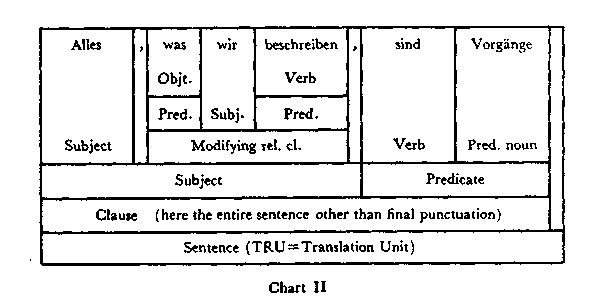 Alles , was wir beschreiben , sind Vorgänge
Objt. Verb
Pred. Subj. Pred.
Subject Modifying rel. cl. Verb Pred. noun
Subject Predicate
Clause (here the entire sentence other than final punctuation)
Sentence (TRU=Translation Unit)
Chart II